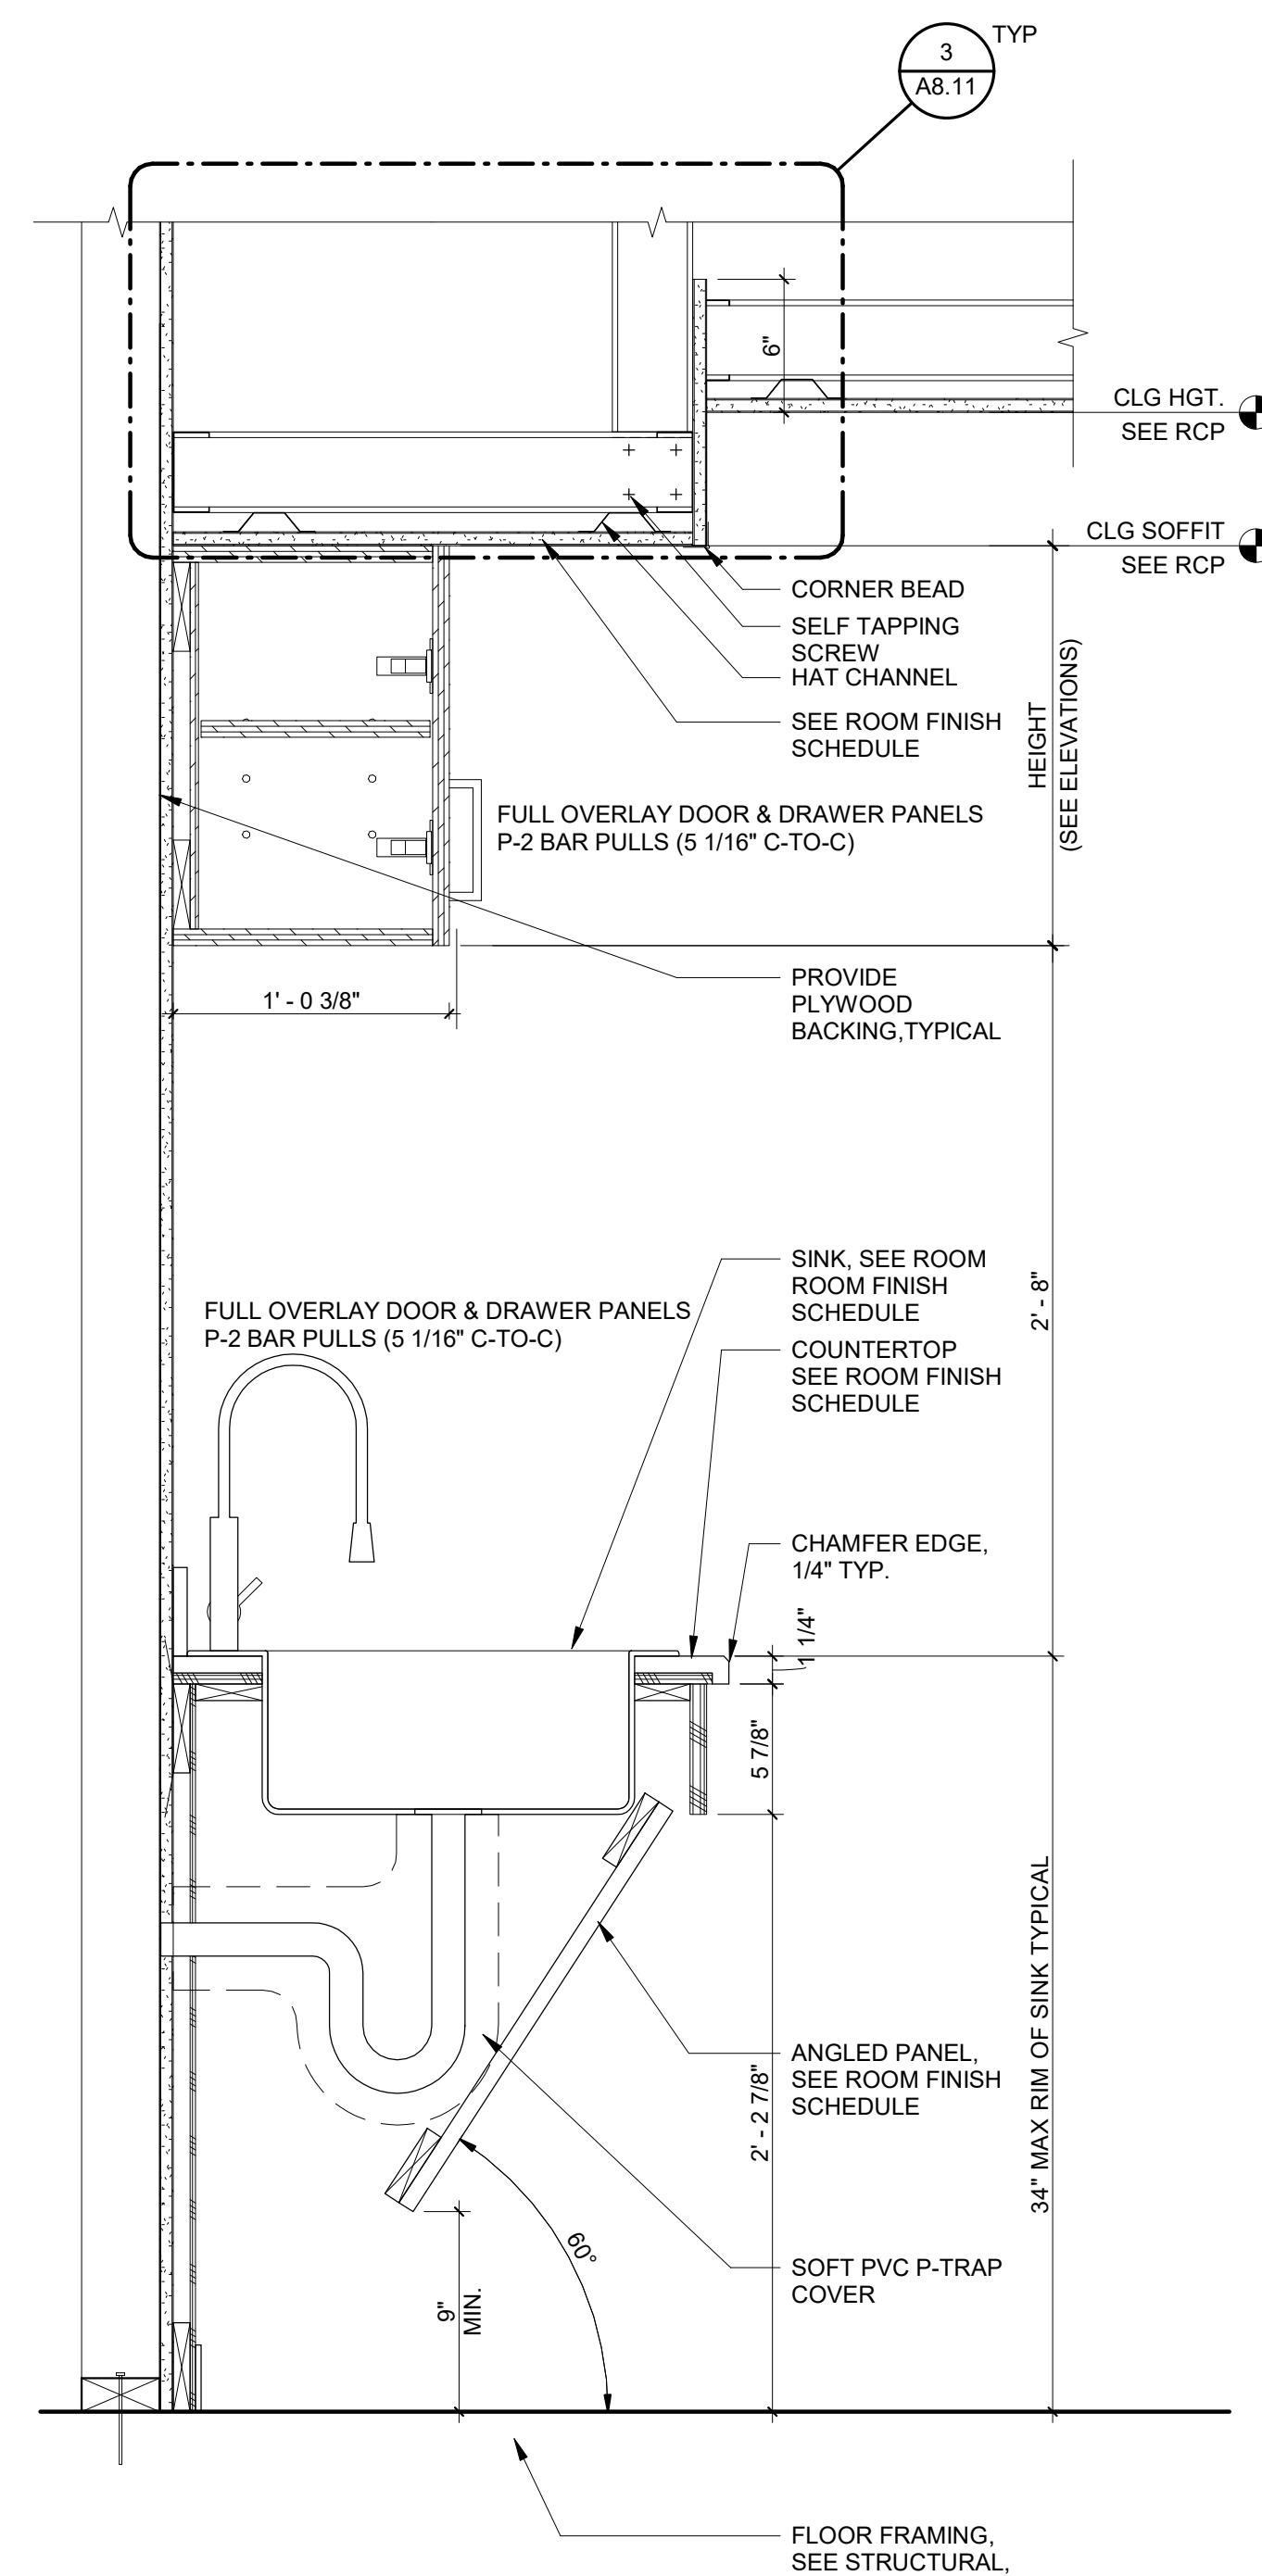 3
A8.11
TYP
6"
CLG HGT.
SEE RCP
CLG SOFFIT
SEE RCP
CORNER BEAD
SELF TAPPING
SCREW
HAT CHANNEL
SEE ROOM FINISH
SCHEDULE
HEIGHT
(SEE ELEVATIONS)
FULL OVERLAY DOOR & DRAWER PANELS
P-2 BAR PULLS (5 1/16" C-TO-C)
PROVIDE
PLYWOOD
BACKING,TYPICAL
1' - 0 3/8"
2' - 8"
SINK, SEE ROOM
ROOM FINISH
SCHEDULE
FULL OVERLAY DOOR & DRAWER PANELS
P-2 BAR PULLS (5 1/16" C-TO-C)
COUNTERTOP
SEE ROOM FINISH
SCHEDULE
CHAMFER EDGE,
1/4" TYP.
1 1/4"
5 7/8"
34" MAX RIM OF SINK TYPICAL
ANGLED PANEL,
SEE ROOM FINISH
SCHEDULE
2' - 2 7/8"
60°
9"
MIN.
SOFT PVC P-TRAP
COVER
FLOOR FRAMING,
SEE STRUCTURAL,